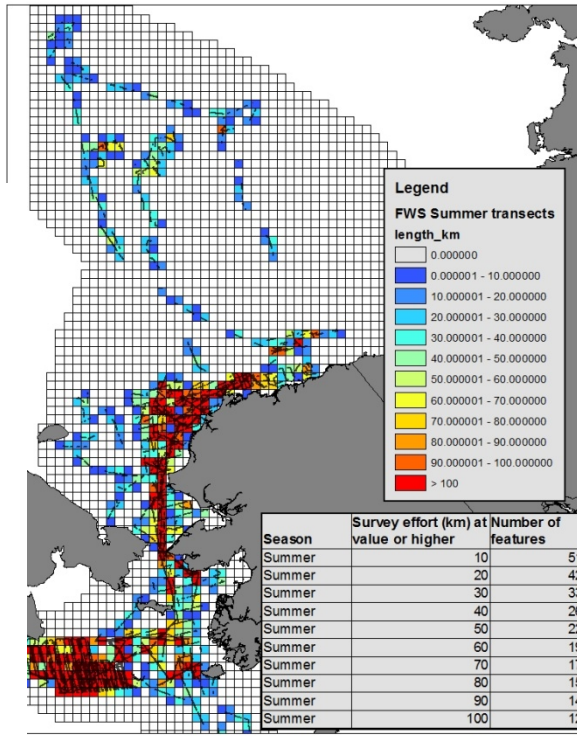 Legend
FWS Summer transects
length_km
0.000000
0.000001 - 10.000000
10.000001 - 20.000000
20.000001 - 30.000000
30.000001 - 40.000000
40.000001 - 50.000000
50.000001 - 60.000000
60.000001 - 70.000000
70.000001 - 80.000000
80.000001 - 90.000000
90.000001 - 100.000000
> 100
Season Survey effort (km) at value or higher Number of features
Summer 10
Summer 20
Summer 30
Summer 40
Summer 50
Summer 60
Summer 70
Summer 80
Summer 90
Summer 100